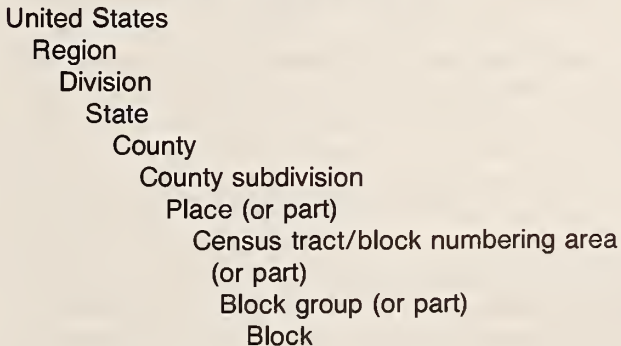 United States
Region
Division
State
County
County subdivision
Place (or part)
Census tract/block numbering area
(or part)
Block group (or part)
Block